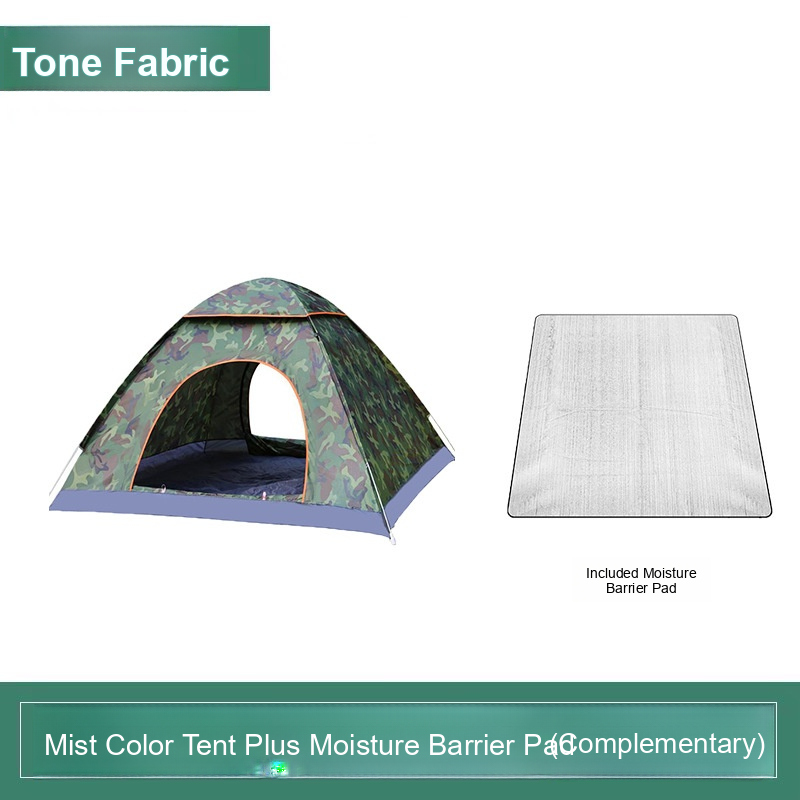 Tone Fabric
Included Moisture
Barrier Pad
Mist Color Tent Plus Moisture Barrier Pad (Complementary)